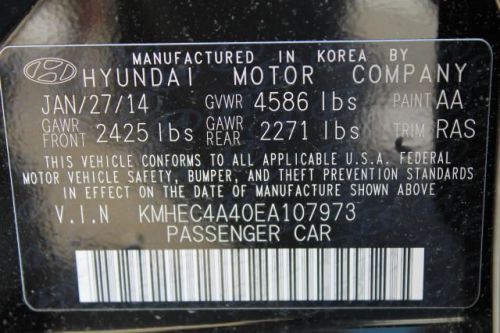 MANUFACTURED IN KOREA BY
HYUNDAI MOTOR COMPANY
JAN/27/14 GVWR 4586 lbs PAINT AA
GAWR FRONT 2425 lbs GAWR REAR 2271 lbs TRIM RAS
THIS VEHICLE CONFORMS TO ALL APPLICABLE U.S.A. FEDERAL
MOTOR VEHICLE SAFETY, BUMPER, AND THEFT PREVENTION STANDARDS
IN EFFECT ON THE DATE OF MANUFACTURE SHOWN ABOVE
V.I.N KMHEC4A40EA107973
PASSENGER CAR